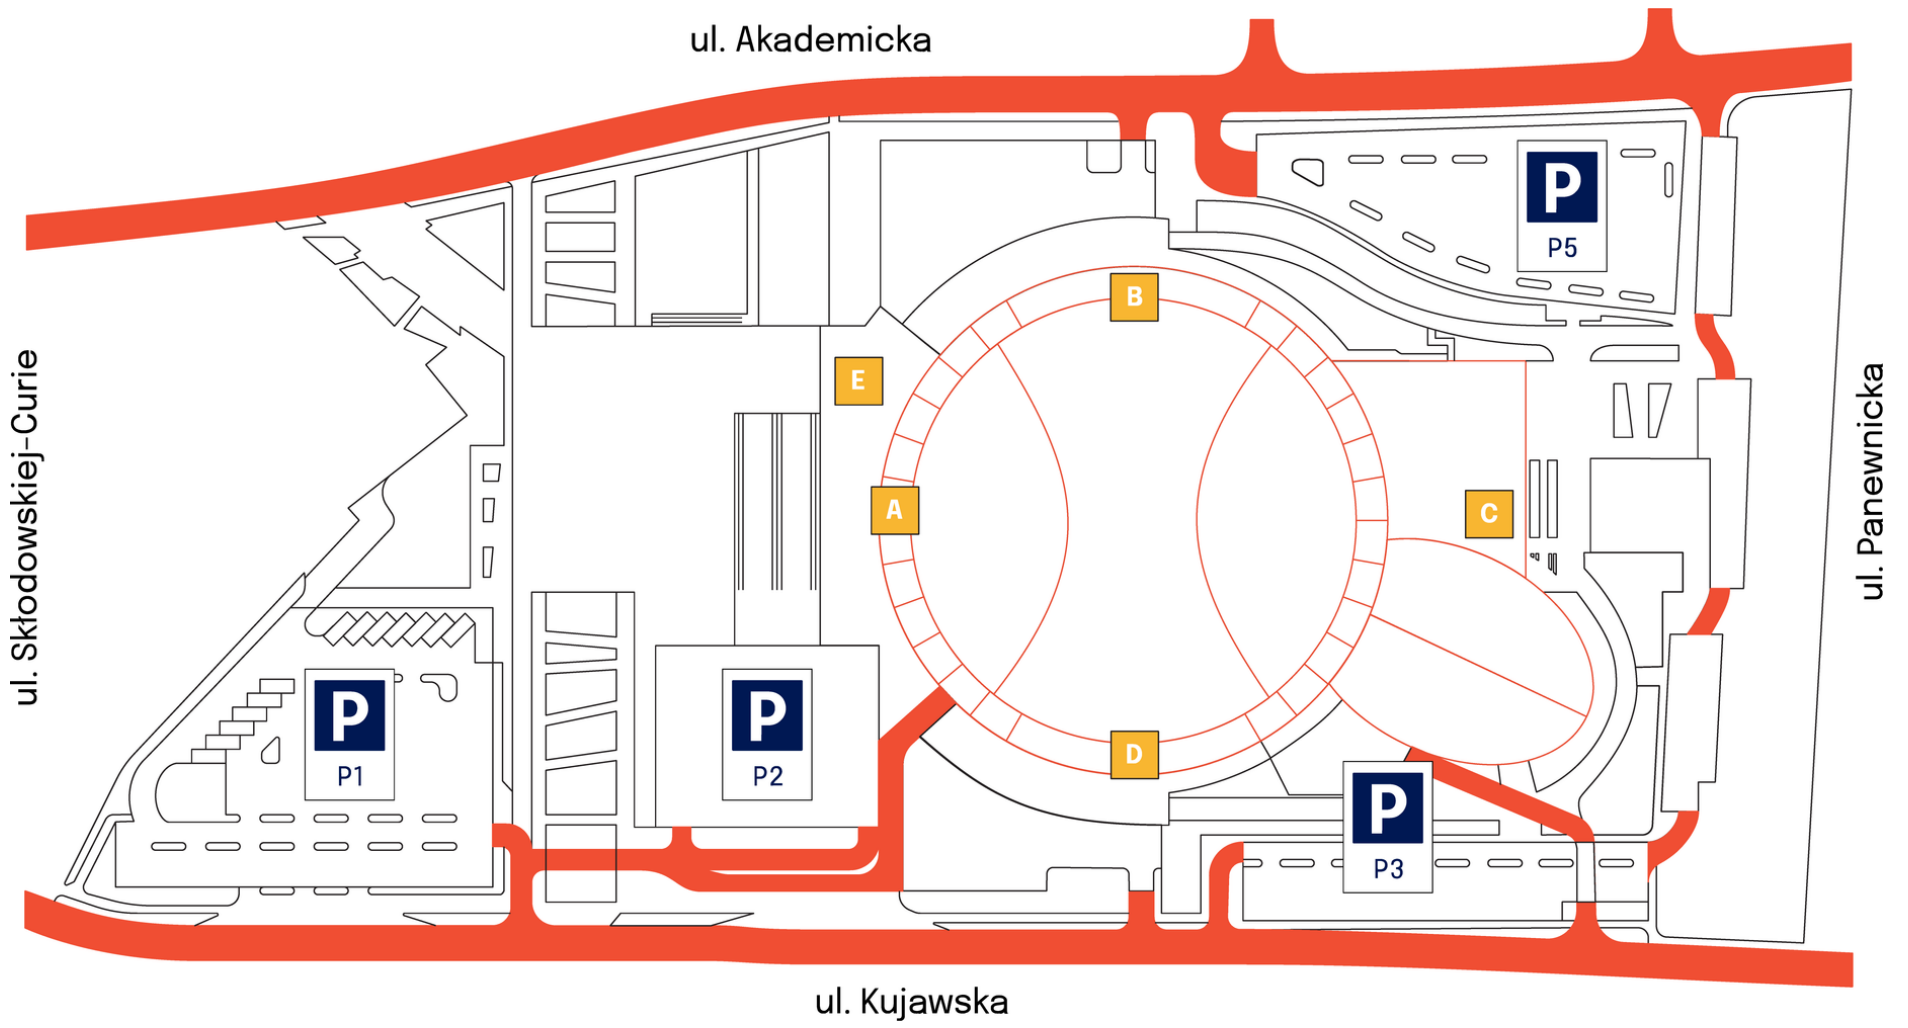 ul. Akademicka
P
P5
B
E
ul. Skłodowskiej-Curie
A
C
ul. Panewnicka
P
P1
P
P2
D
P
P3
ul. Kujawska